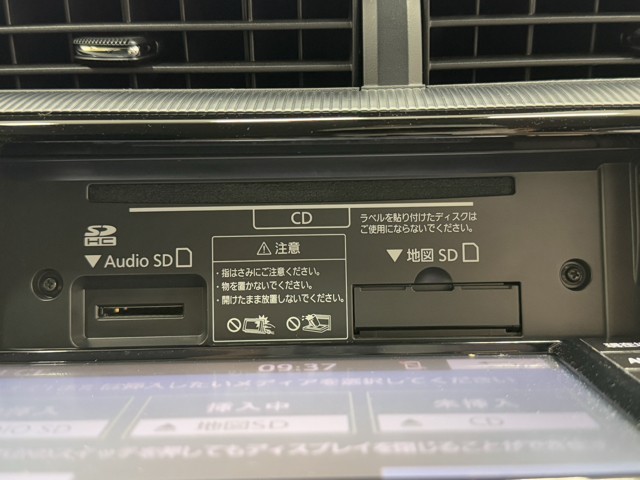 CD
ラベルを貼り付けたディスクは
ご使用にならないでください。
SD
HC
▼Audio SD
⚠注意
・指はさみにご注意ください。
・物を置かないでください。
・開けたまま放置しないでください。
▼地図 SD
09:37
挿入中
未挿入
▲ 地図SD
▲ CD